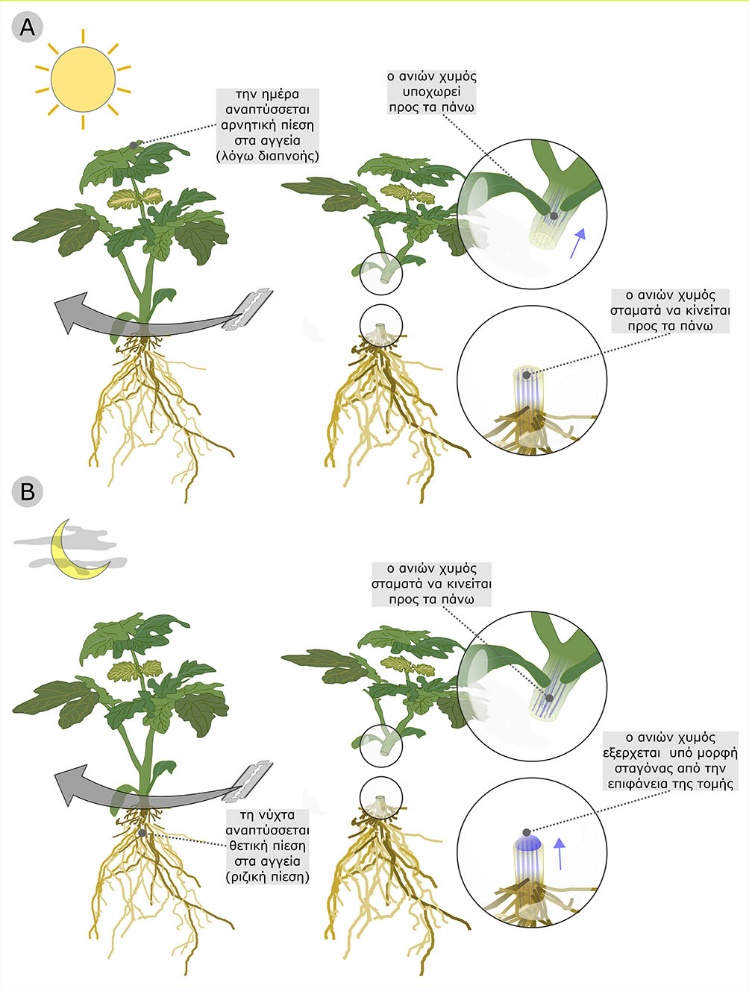 A
την ημέρα
αναπτύσσεται
αρνητική πίεση
στα αγγεία
(λόγω διαπνοής)
ο ανιών χυμός
υποχωρεί
προς τα πάνω
ο ανιών χυμός
σταματά να κίνείται
προς τα πάνω
B
ο ανιών χυμός
σταματά να κινείται
προς τα πάνω
ο ανιών χυμός
εξερχεται υπό μορφή
σταγόνας από την
επιφάνεια της τομής
τη νύχτα
αναπτύσσεται
θετική πίεση
στα αγγεία
(ριζική πίεση)